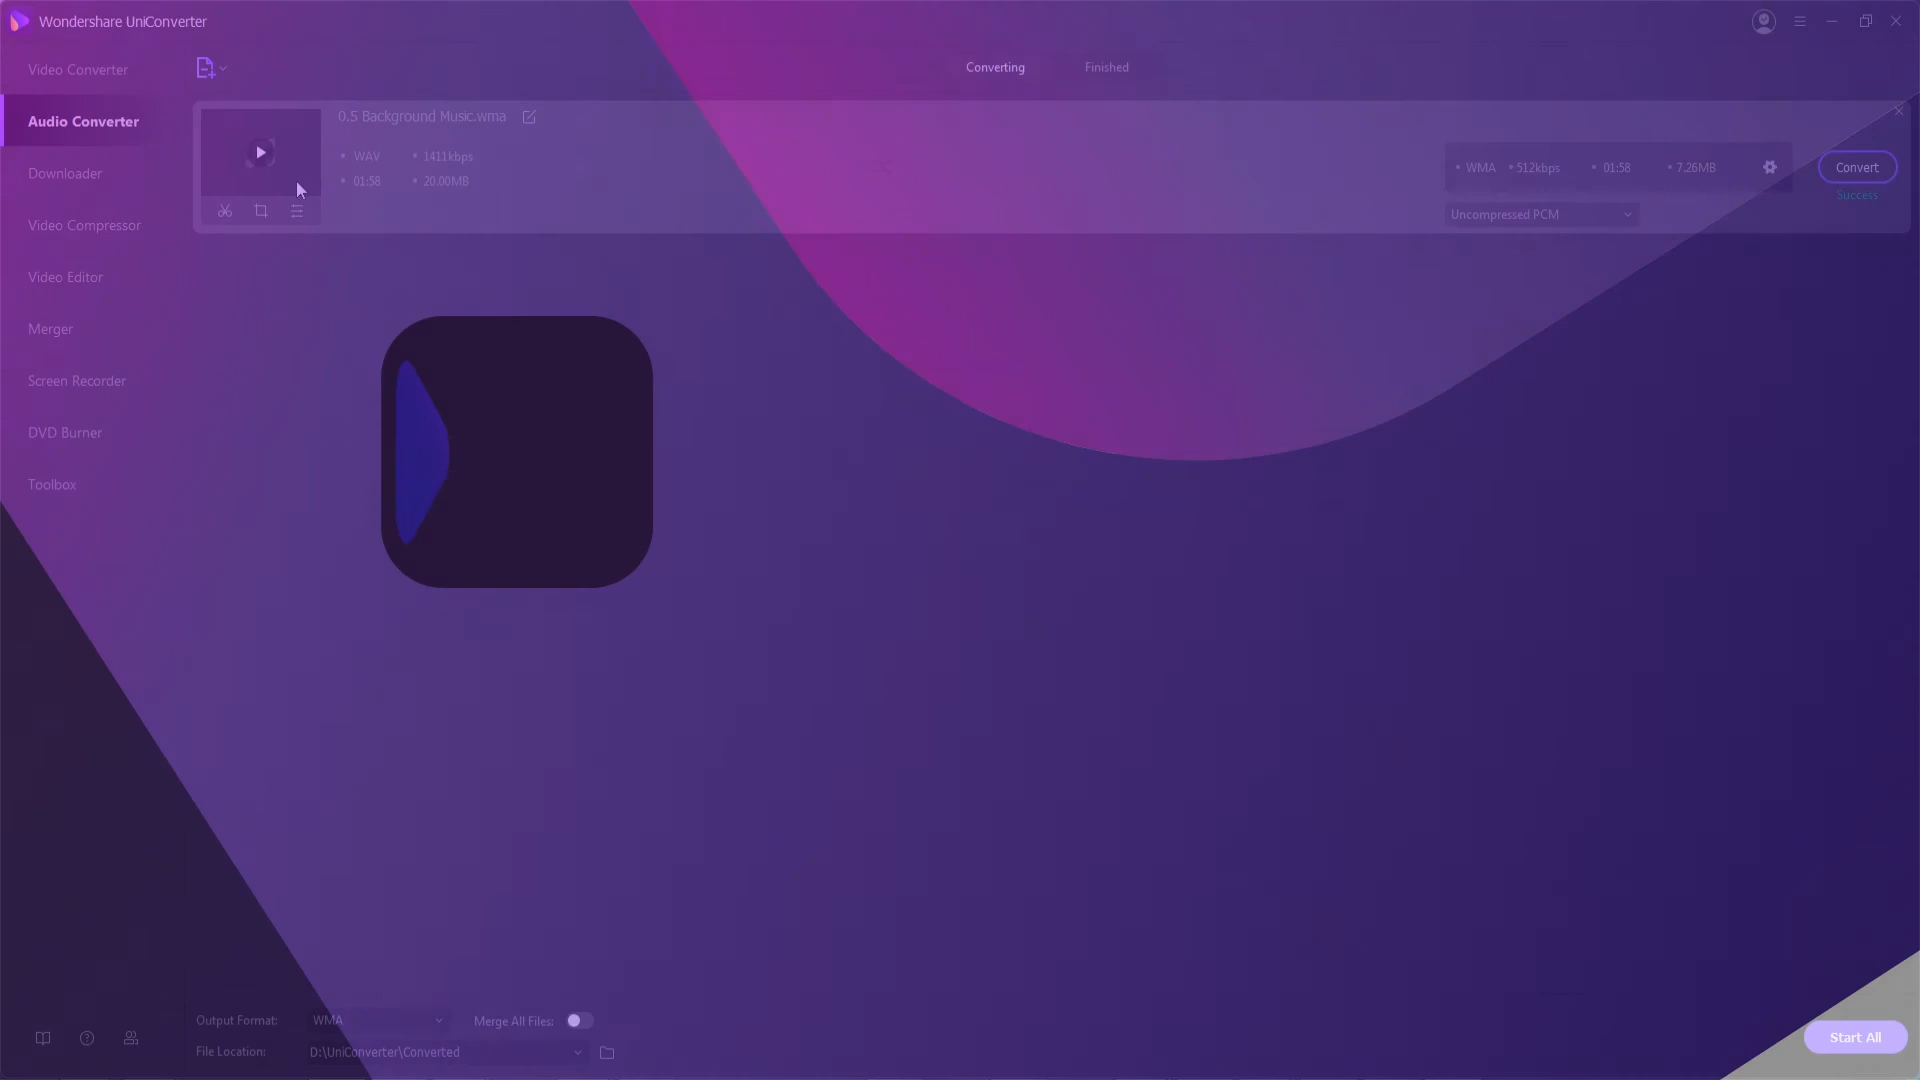 Wondershare UniConverter
Video Converter
Converting
Finished
Audio Converter
0.5 Background Music.wma
WAV
1411kbps
01:58
20.00MB
WMA
512kbps
01:58
7.26MB
Convert
Success
Uncompressed PCM
Downloader
Video Compressor
Video Editor
Merger
Screen Recorder
DVD Burner
Toolbox
Output Format:
WMA
Merge All Files:
File Location:
D:\UniConverter\Converted
Start All